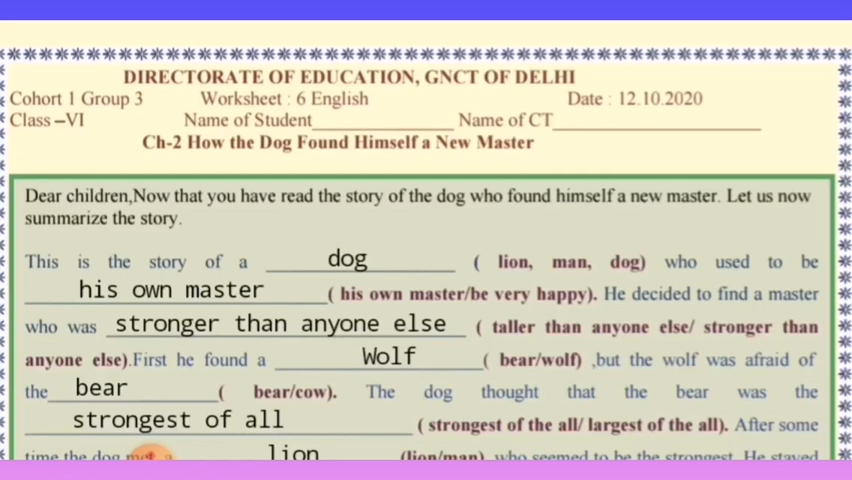 DIRECTORATE OF EDUCATION, GNCT OF DELHI
Cohort 1 Group 3 Worksheet : 6 English Date : 12.10.2020
Class –VI Name of Student_____________ Name of CT___________________
Ch-2 How the Dog Found Himself a New Master
Dear children,Now that you have read the story of the dog who found himself a new master. Let us now
summarize the story.
This is the story of a dog ( lion, man, dog) who used to be
his own master ( his own master/be very happy). He decided to find a master
who was stronger than anyone else ( taller than anyone else/ stronger than
anyone else).First he found a Wolf ( bear/wolf) ,but the wolf was afraid of
the bear ( bear/cow). The dog thought that the bear was the
strongest of all ( strongest of the all/ largest of the all). After some
time the dog met a lion (lion/man) who seemed to be the strongest. He stayed